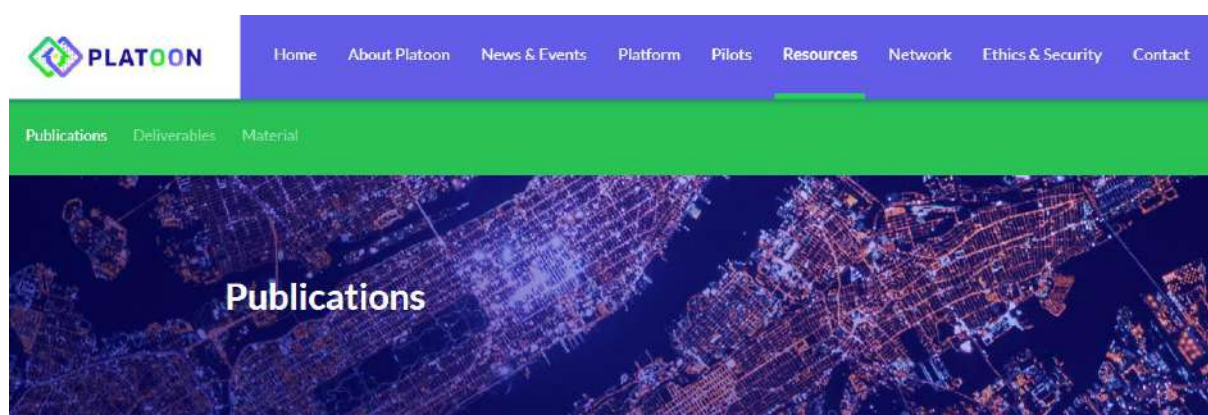 PLATOON Home About Platoon News & Events Platform Pilots Resources Network Ethics & Security Contact
Publications Deliverables Material
Publications